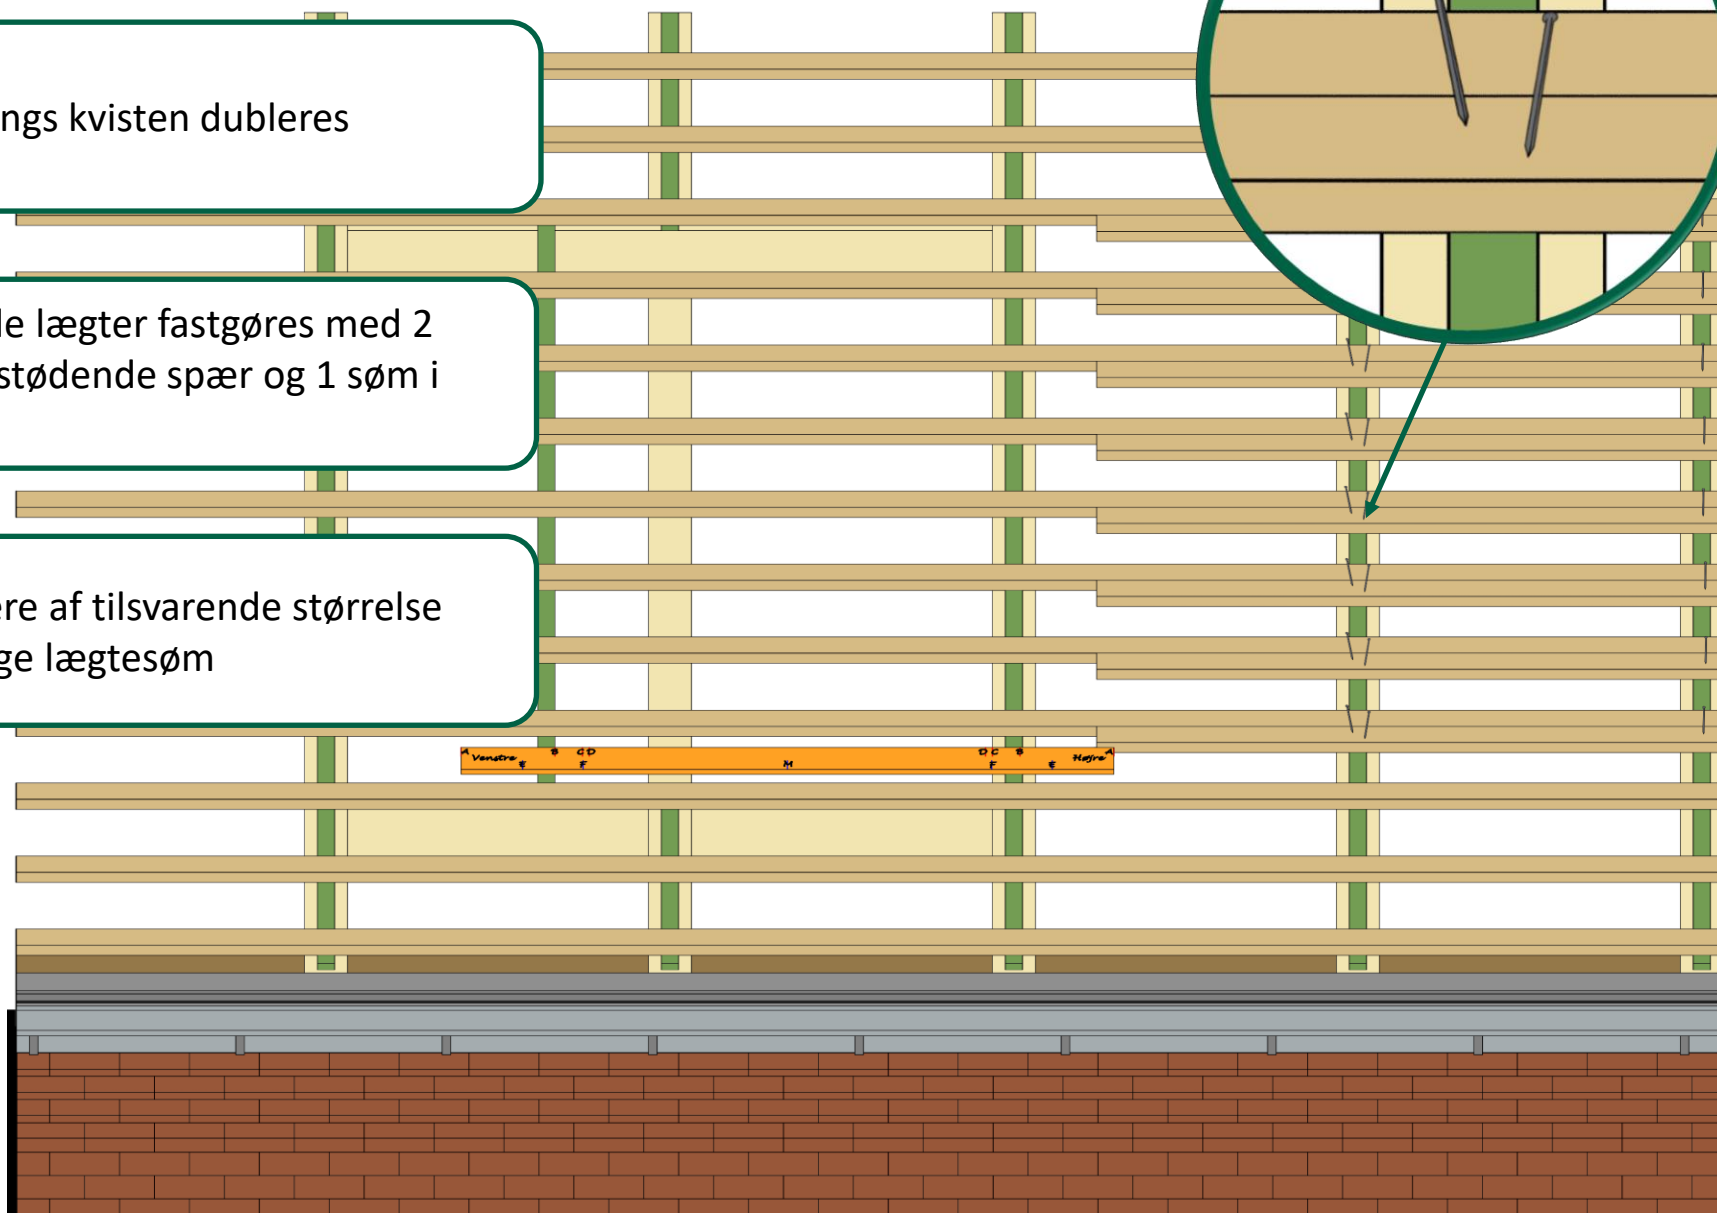 ngs kvisten dubleres
le lægter fastgøres med 2
stødende spær og 1 søm i
ere af tilsvarende størrelse
ge lægtesøm
A B C D D C B A
Venstre E F M F E Højre